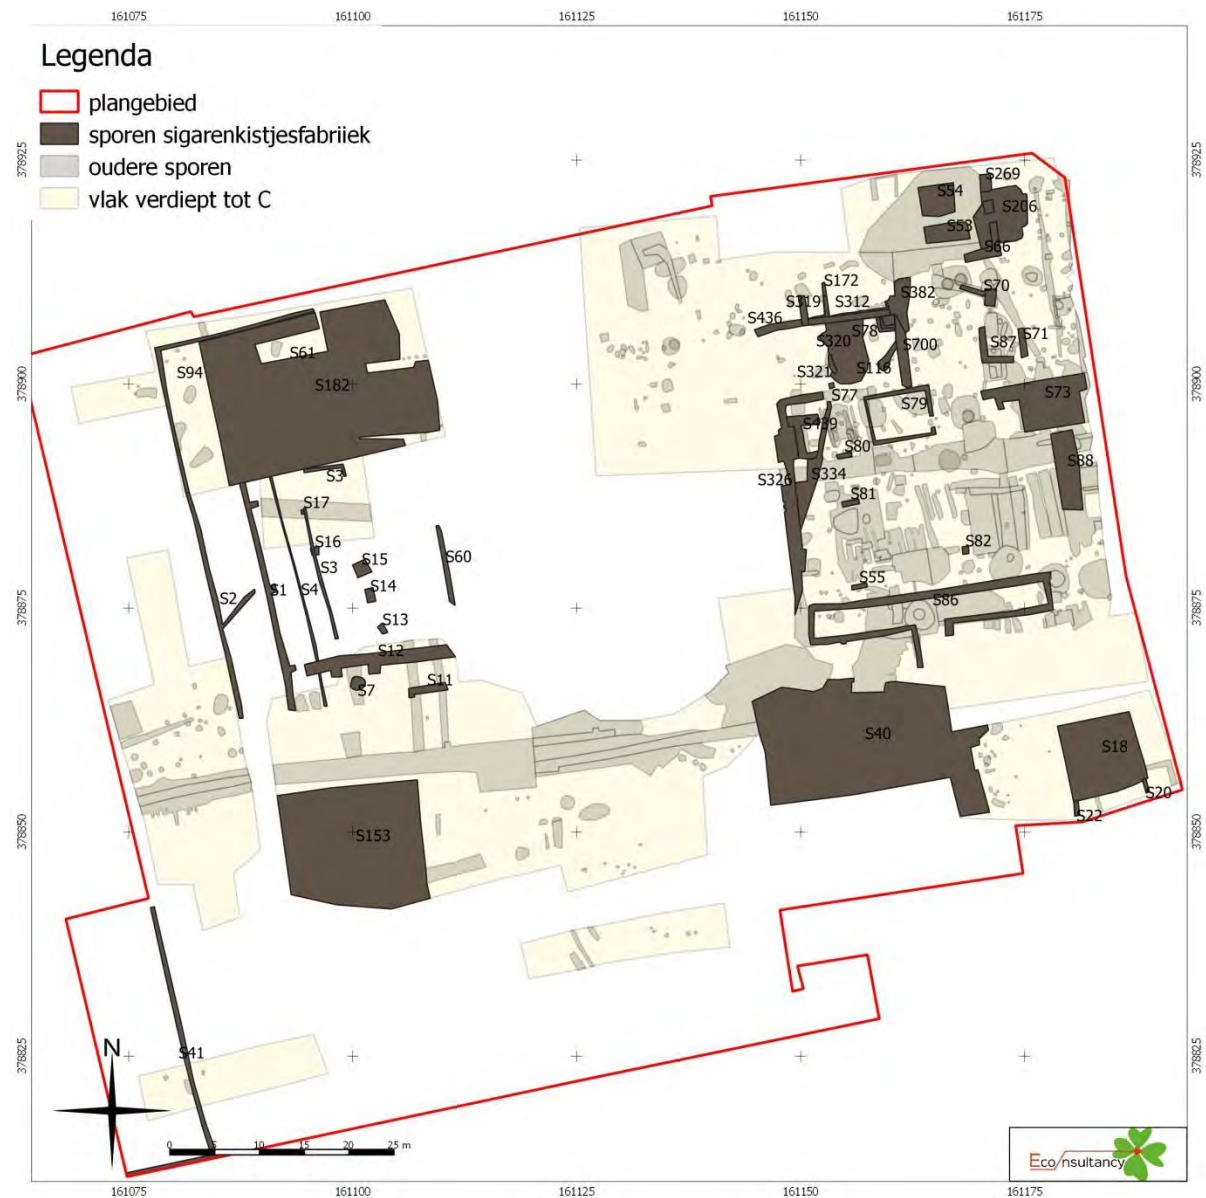 161075 161100 161125 161150 161175
Legenda
plangebied
sporen sigarenkistjesfabriiek
oudere sporen
vlak verdiept tot C
378925 378925
S269
S54
S206
S53
S66
S172
S70
S382
S319 S312
S436
S78
S71
S320
S700
S87
S61
S94
S321 S116
378900 S182 378900
S77
S73
S79
S439
S80
S88
S3
S326 S334
S17
S81
S16
S82
S15 S60
S3
S14
S55
S2 S1 S4
S86
378875 378875
S13
S12
S7 S11
S40
S18
S20
S22
378850 S153 378850
S41
378825 378825
N
0 5 10 15 20 25 m
Eco/nsultancy
161075 161100 161125 161150 161175